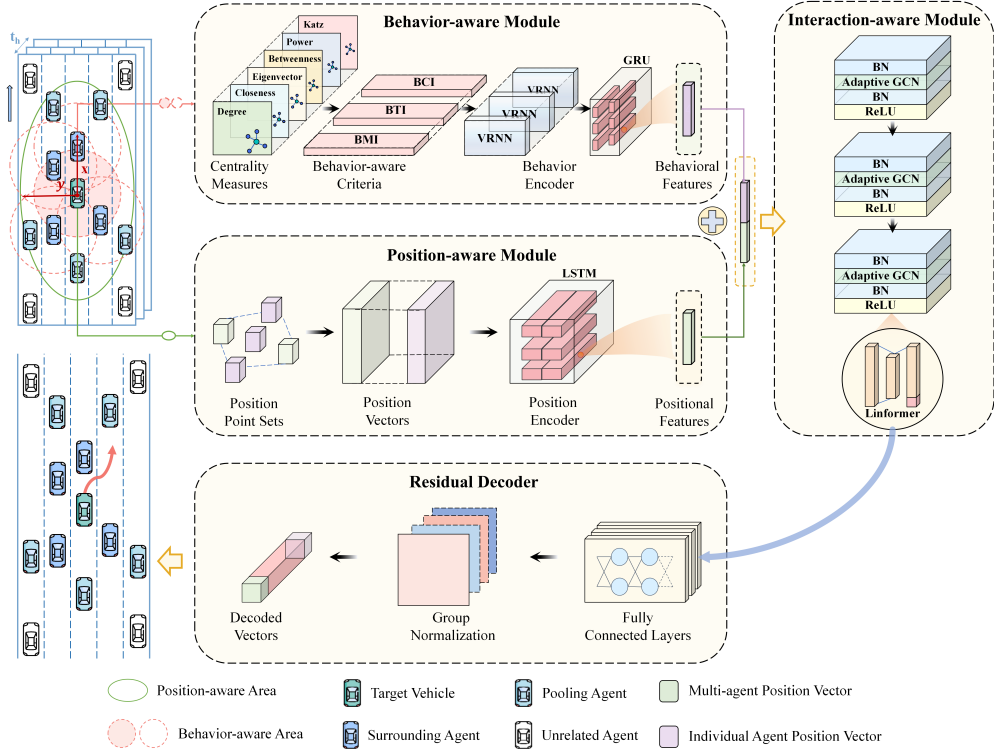 t_h
x
y
Behavior-aware Module
Katz
Power
Betweenness
Eigenvector
Closeness
Degree
Centrality
Measures
BCI
BTI
BMI
Behavior-aware
Criteria
VRNN
VRNN
VRNN
Behavior
Encoder
GRU
Behavioral
Features
Position-aware Module
Position
Point Sets
Position
Vectors
LSTM
Position
Encoder
Positional
Features
Interaction-aware Module
BN
Adaptive GCN
BN
ReLU
BN
Adaptive GCN
BN
ReLU
BN
Adaptive GCN
BN
ReLU
Linformer
Residual Decoder
Decoded
Vectors
Group
Normalization
Fully
Connected Layers
Position-aware Area
Target Vehicle
Pooling Agent
Multi-agent Position Vector
Behavior-aware Area
Surrounding Agent
Unrelated Agent
Individual Agent Position Vector